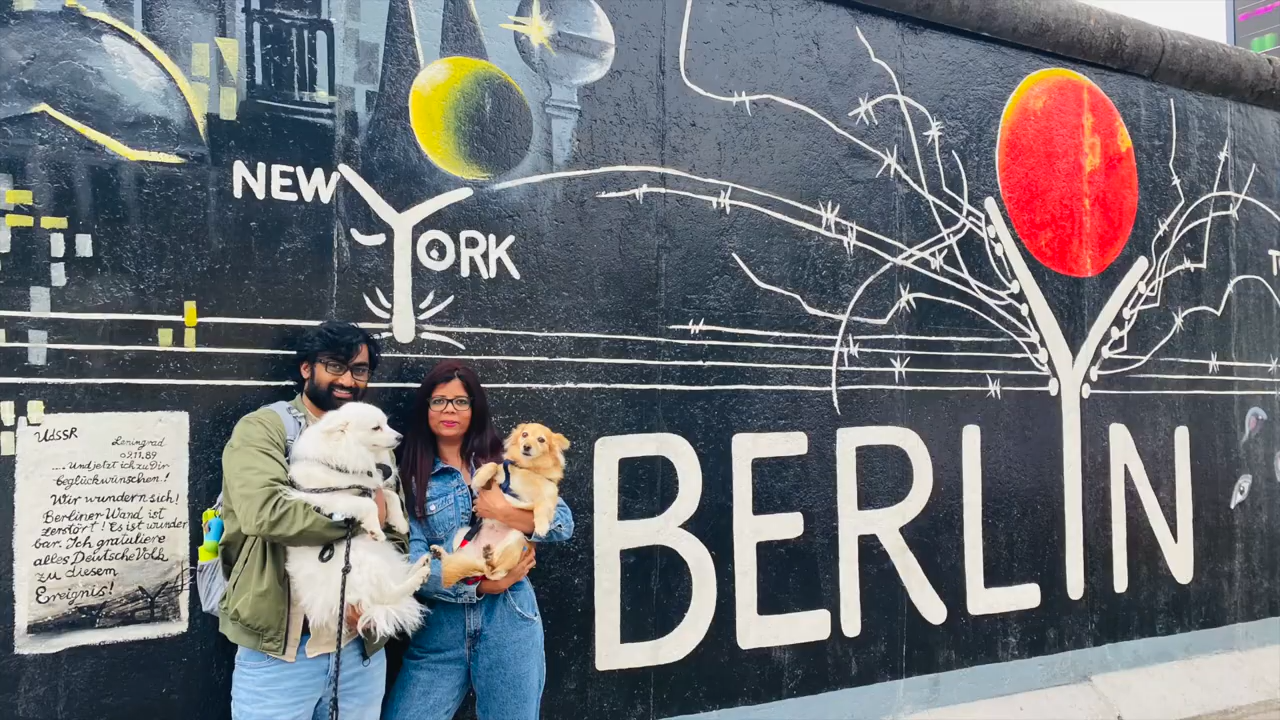 NEW
YORK
BERLIN
UdSSR
Leningrad
09.11.89
.... Und jetzt ich zu Dir
beglückwünschen!
Wir wundern sich!
Berliner Wand ist
zerstört! Es ist wunder
bar. Ich gratuliere
alles Deutsche Volk
zu diesem
Ereignis!